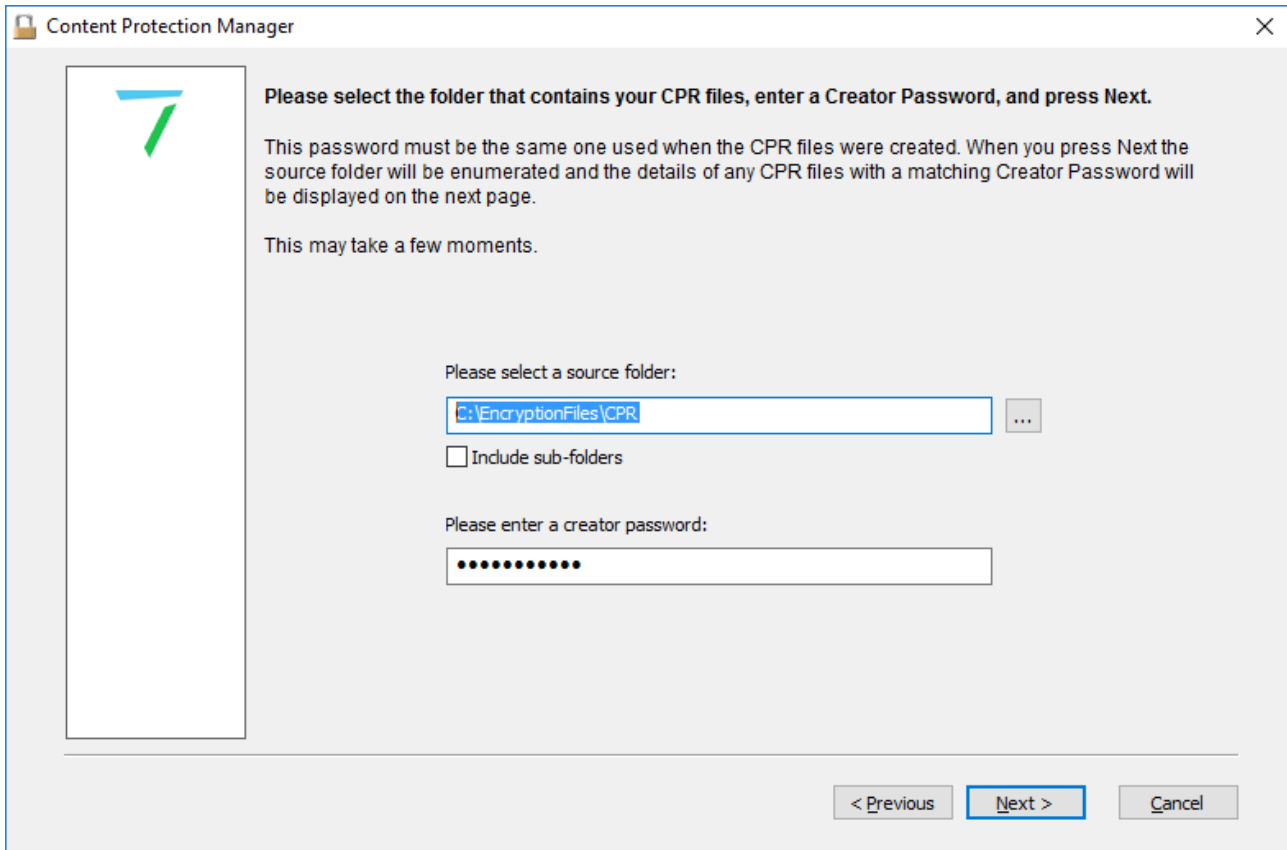 Content Protection Manager
Please select the folder that contains your CPR files, enter a Creator Password, and press Next.
This password must be the same one used when the CPR files were created. When you press Next the
source folder will be enumerated and the details of any CPR files with a matching Creator Password will
be displayed on the next page.
This may take a few moments.
Please select a source folder:
C:\EncryptionFiles\CPR
...
Include sub-folders
Please enter a creator password:
•••••••••••
< Previous
Next >
Cancel